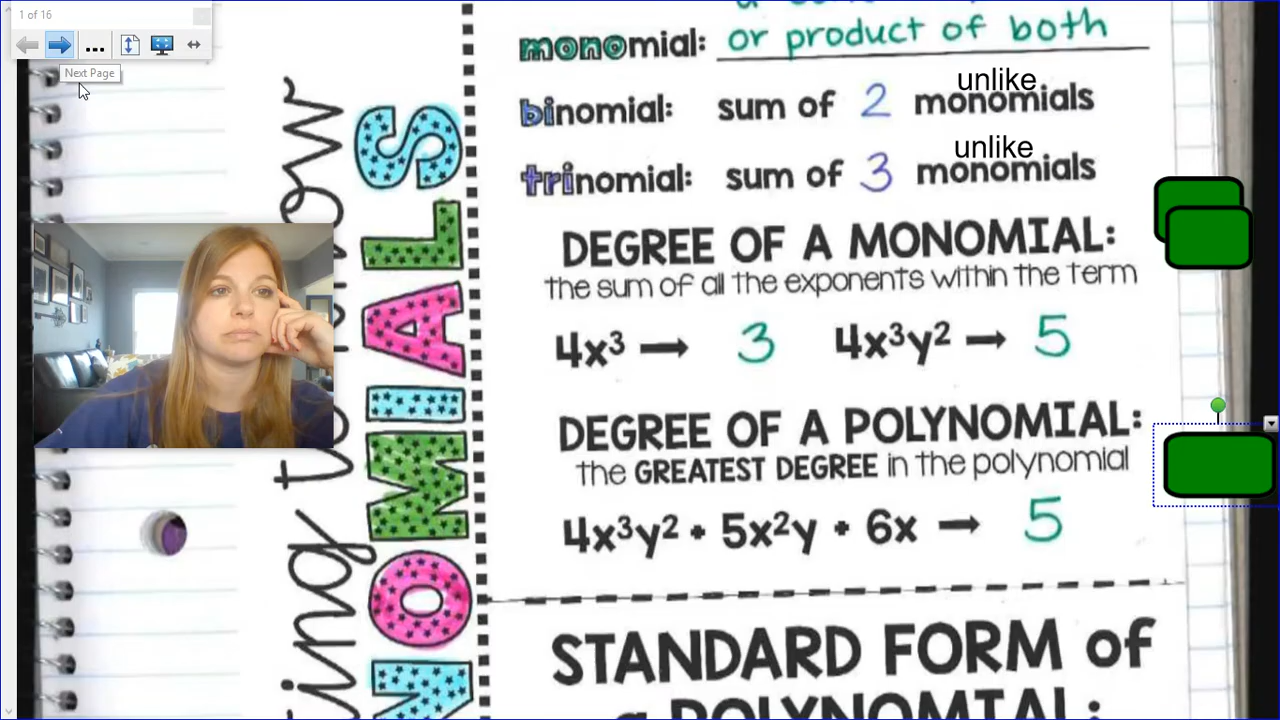 1 of 16
...
Next Page
or product of both
monomial:
unlike
binomial: sum of 2 monomials
unlike
trinomial: sum of 3 monomials
DEGREE OF A MONOMIAL:
the sum of all the exponents within the term
4x³ → 3 4x³y² → 5
DEGREE OF A POLYNOMIAL:
the GREATEST DEGREE in the polynomial
4x³y² + 5x²y + 6x → 5
STANDARD FORM of
a POLYNOMIAL:
NOMIALS